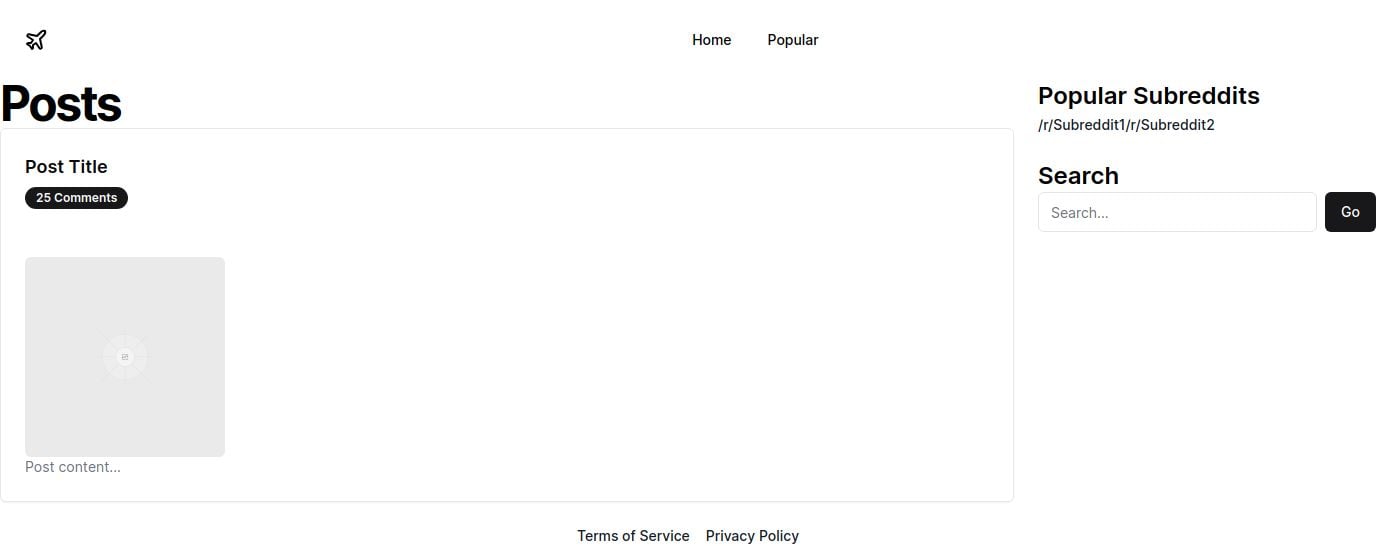 Home Popular
Posts
Post Title
25 Comments
Post content...
Popular Subreddits
/r/Subreddit1/r/Subreddit2
Search
Search...
Go
Terms of Service Privacy Policy